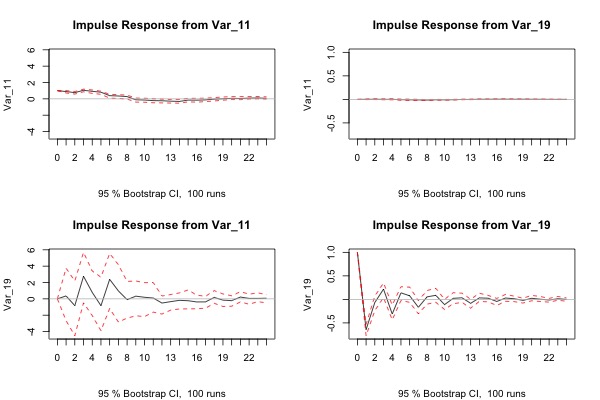 Impulse Response from Var_11
Var_11
6
4
2
0
-4
0 2 4 6 8 10 13 16 19 22
95 % Bootstrap CI, 100 runs
Impulse Response from Var_19
Var_11
1.0
0.5
-0.5
0 2 4 6 8 10 13 16 19 22
95 % Bootstrap CI, 100 runs
Impulse Response from Var_11
Var_19
6
4
2
0
-4
0 2 4 6 8 10 13 16 19 22
95 % Bootstrap CI, 100 runs
Impulse Response from Var_19
Var_19
1.0
0.5
-0.5
0 2 4 6 8 10 13 16 19 22
95 % Bootstrap CI, 100 runs